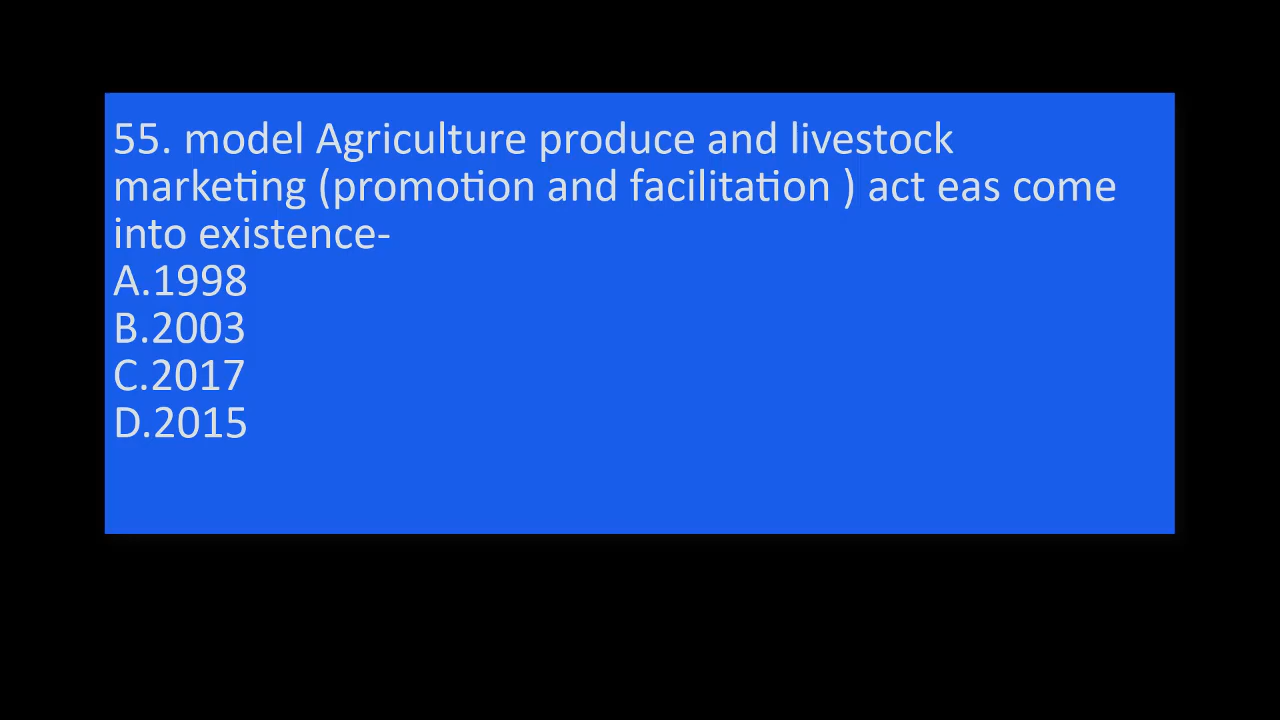 55. model Agriculture produce and livestock
marketing (promotion and facilitation ) act eas come
into existence-
A.1998
B.2003
C.2017
D.2015